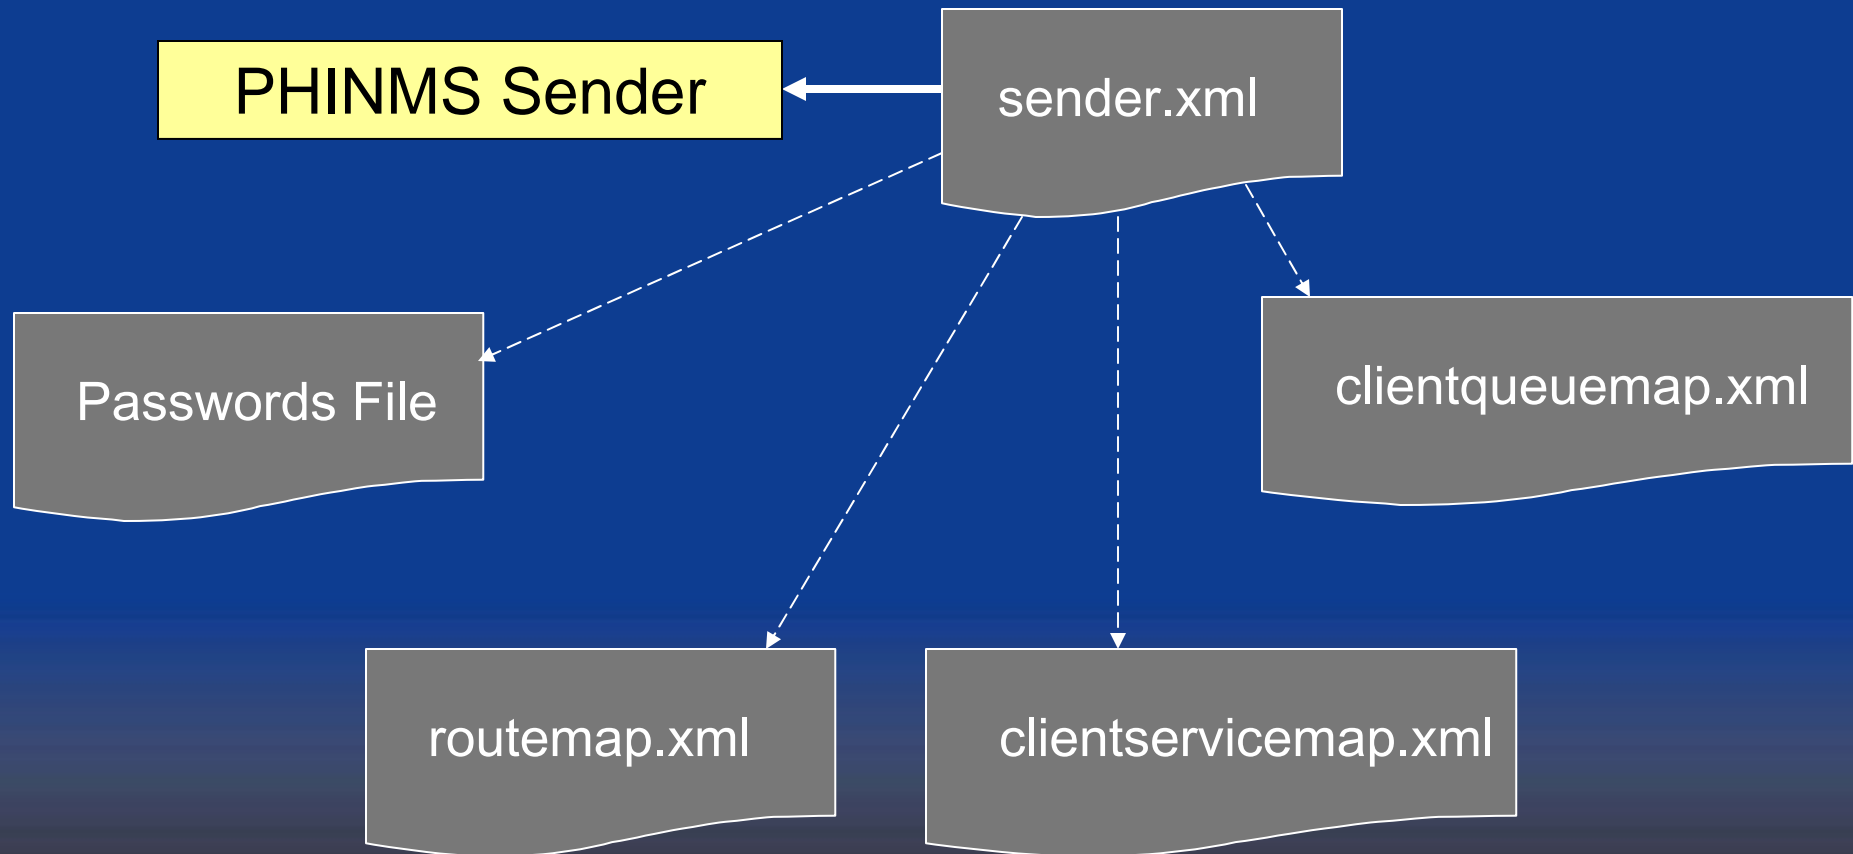 PHINMS Sender
sender.xml
Passwords File
clientqueuemap.xml
routemap.xml
clientservicemap.xml